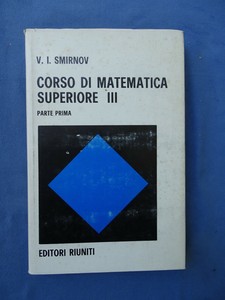 V. I. SMIRNOV
CORSO DI MATEMATICA
SUPERIORE III
PARTE PRIMA
EDITORI RIUNITI